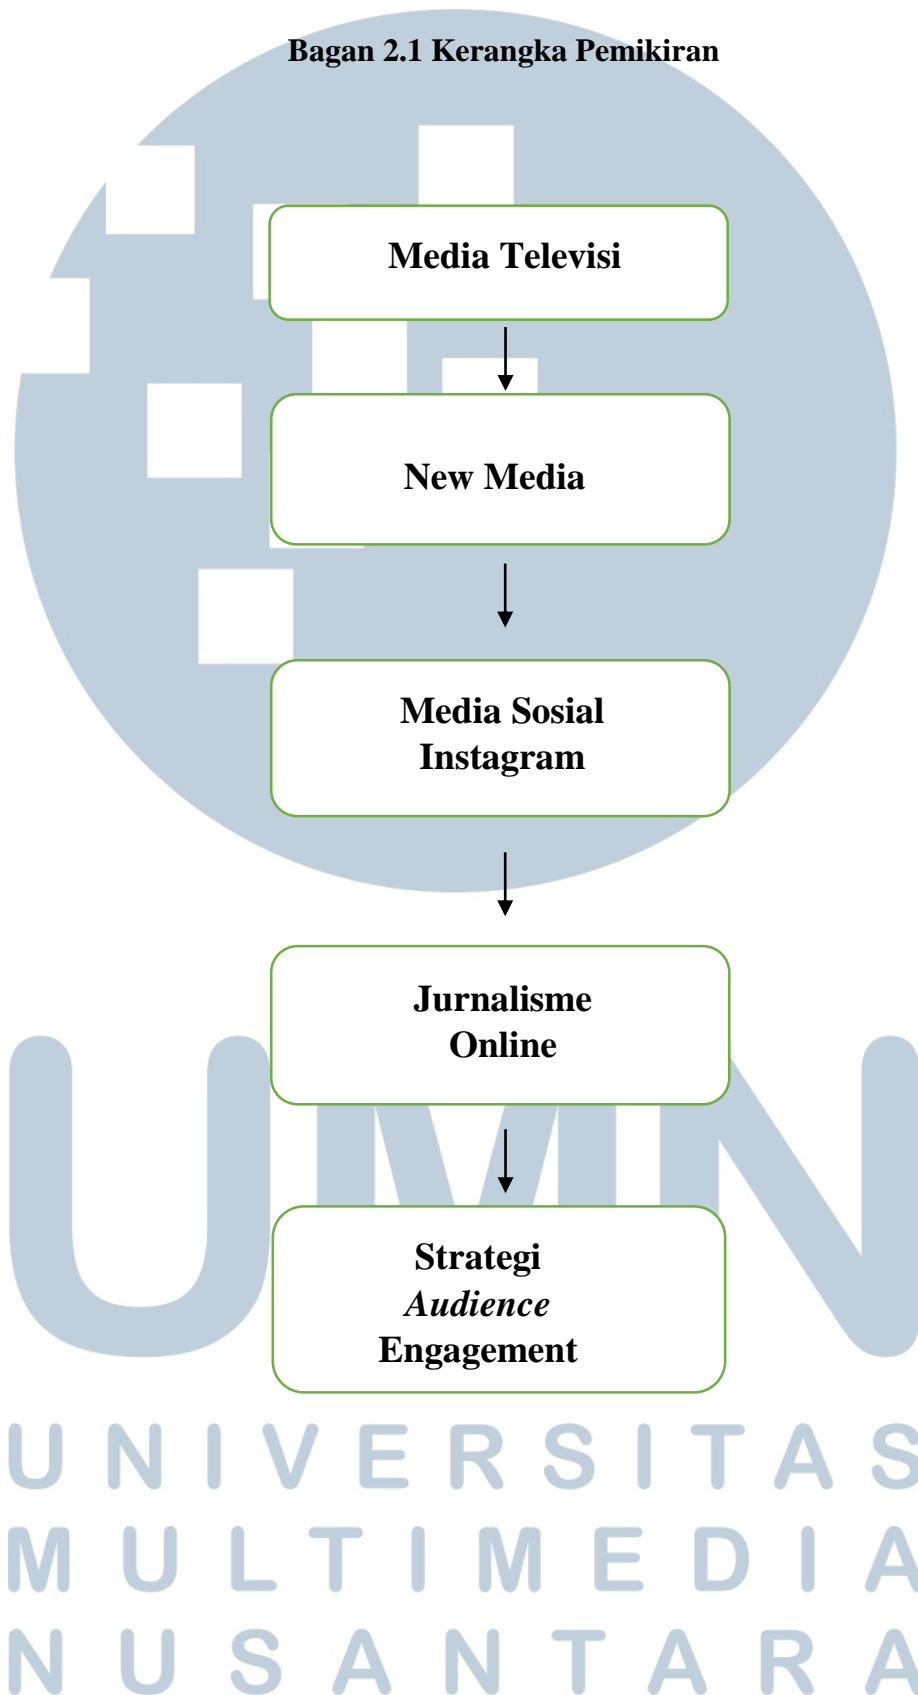 Bagan 2.1 Kerangka Pemikiran
Media Televisi
New Media
Media Sosial
Instagram
Jurnalisme
Online
Strategi
Audience
Engagement
UMN
UNIVERSITAS
MULTIMEDIA
NUSANTARA